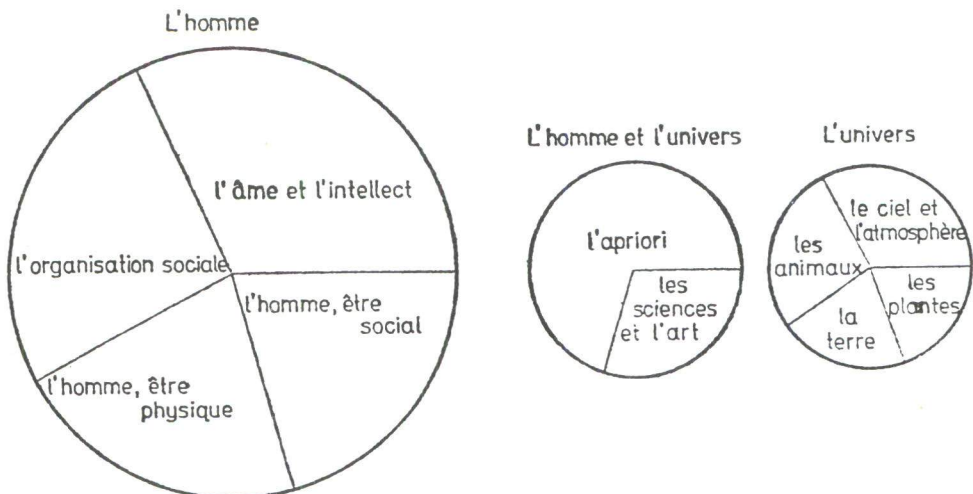 L'homme
l'âme et l'intellect
l'organisation sociale
l'homme, être
social
l'homme, être
physique
L'homme et l'univers
l'apriori
les
sciences
et l'art
L'univers
le ciel et
l'atmosphère
les
animaux
les
plantes
la
terre